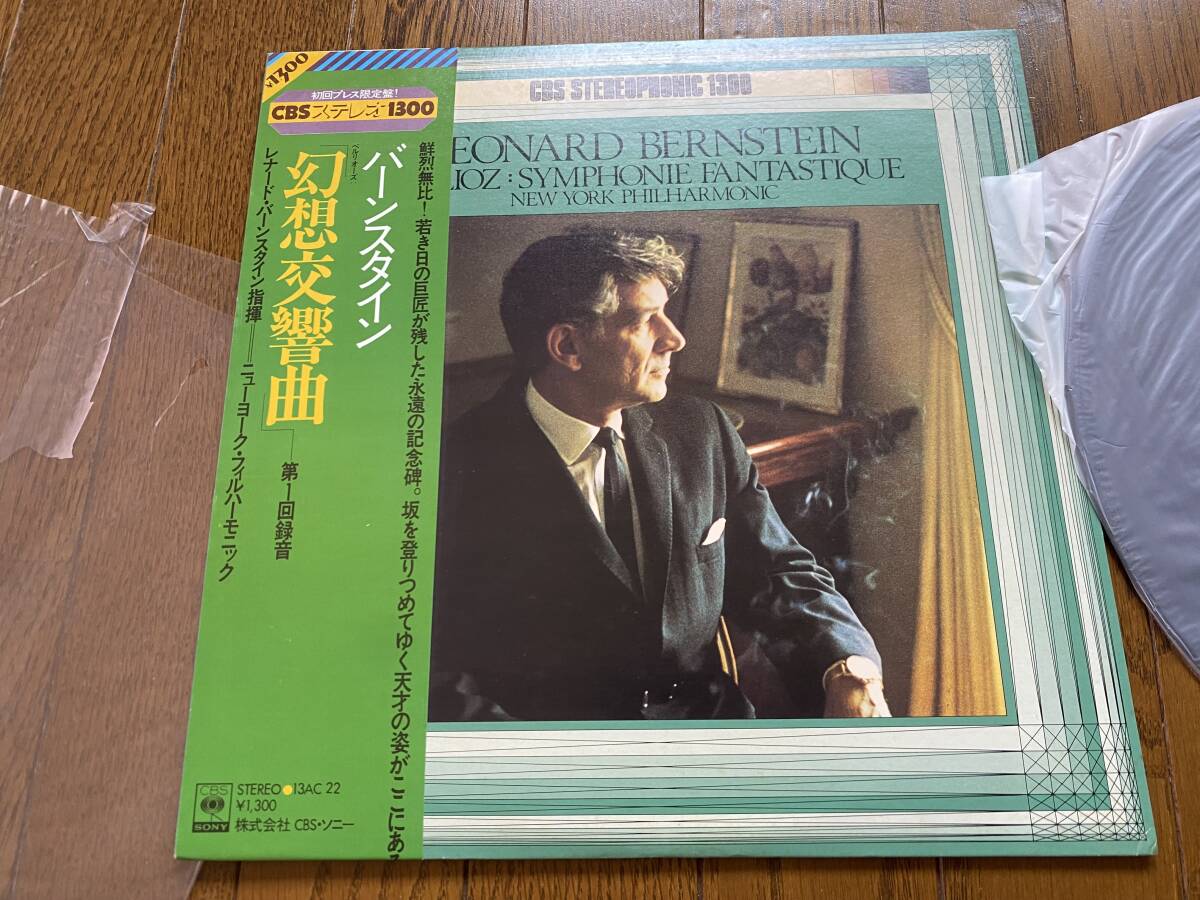 ¥1300
初回プレス限定盤!
CBSステレオ1300
鮮烈無比!若き日の巨匠が残した永遠の記念碑。坂を登りつめてゆく天才の姿がここにある
バーンスタイン
ベルリオーズ
「幻想交響曲」
第1回録音
レナード・バーンスタイン指揮——ニューヨーク・フィルハーモニック
CBS
SONY
STEREO●13AC 22
¥1,300
株式会社 CBS・ソニー
CBS STEREOPHONIC 1300
EONARD BERNSTEIN
LIOZ:SYMPHONIE FANTASTIQUE
NEW YORK PHILHARMONIC